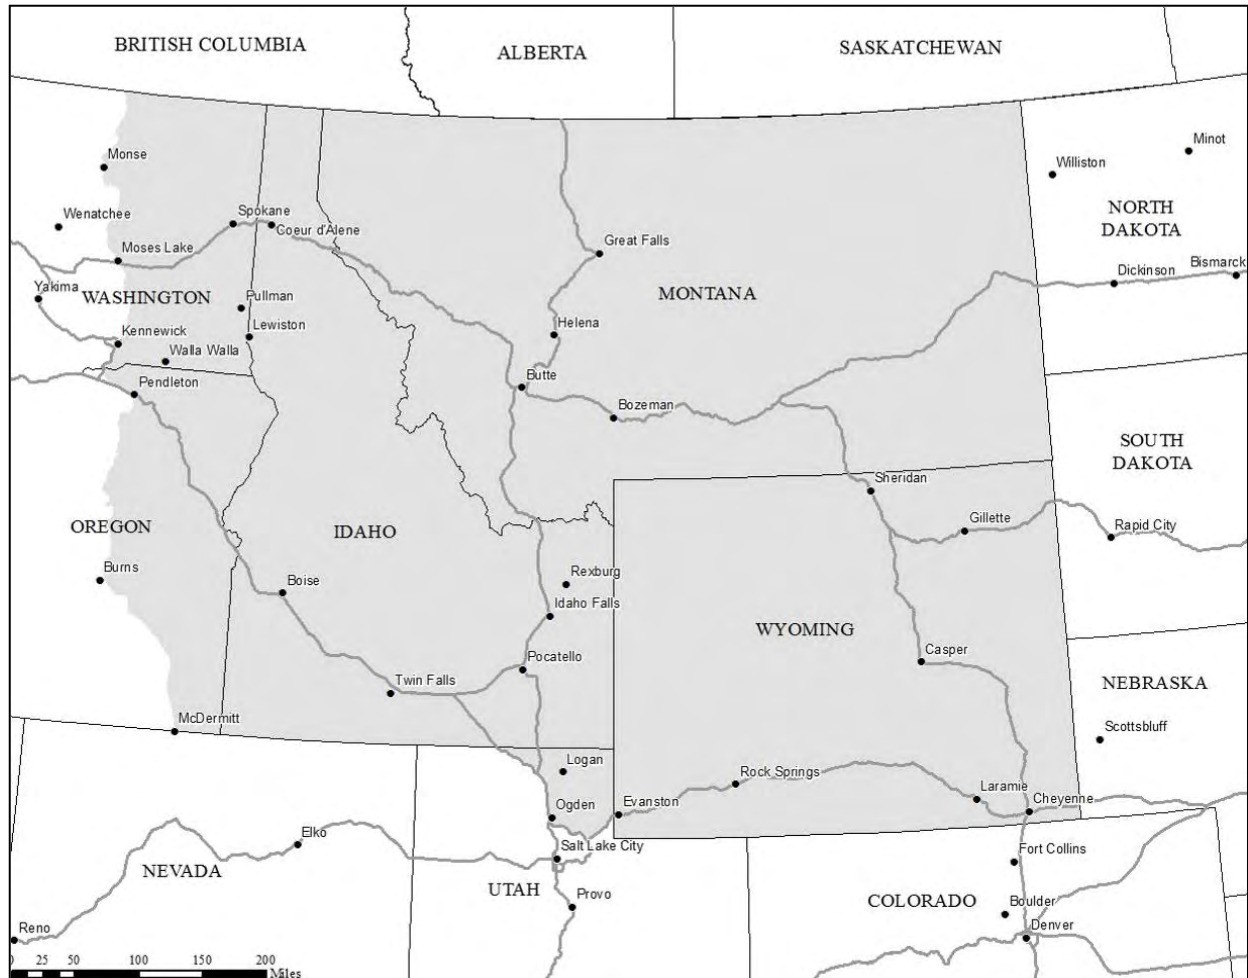 BRITISH COLUMBIA
ALBERTA
SASKATCHEWAN
Monse
Minot
Williston
Wenatchee
Spokane
Coeur d'Alene
NORTH
DAKOTA
Moses Lake
Great Falls
Dickinson
Bismarck
Yakima
WASHINGTON
Pullman
MONTANA
Kennewick
Lewiston
Helena
Walla Walla
Pendleton
Butte
Bozeman
SOUTH
DAKOTA
Sheridan
OREGON
IDAHO
Gillette
Rapid City
Burns
Boise
Rexburg
Idaho Falls
WYOMING
Pocatello
Casper
Twin Falls
NEBRASKA
McDermitt
Scottsbluff
Logan
Rock Springs
Laramie
Ogden
Evanston
Cheyenne
Elko
Salt Lake City
Fort Collins
NEVADA
UTAH
Provo
COLORADO
Boulder
Reno
Denver
0 25 50 100 150 200
Miles